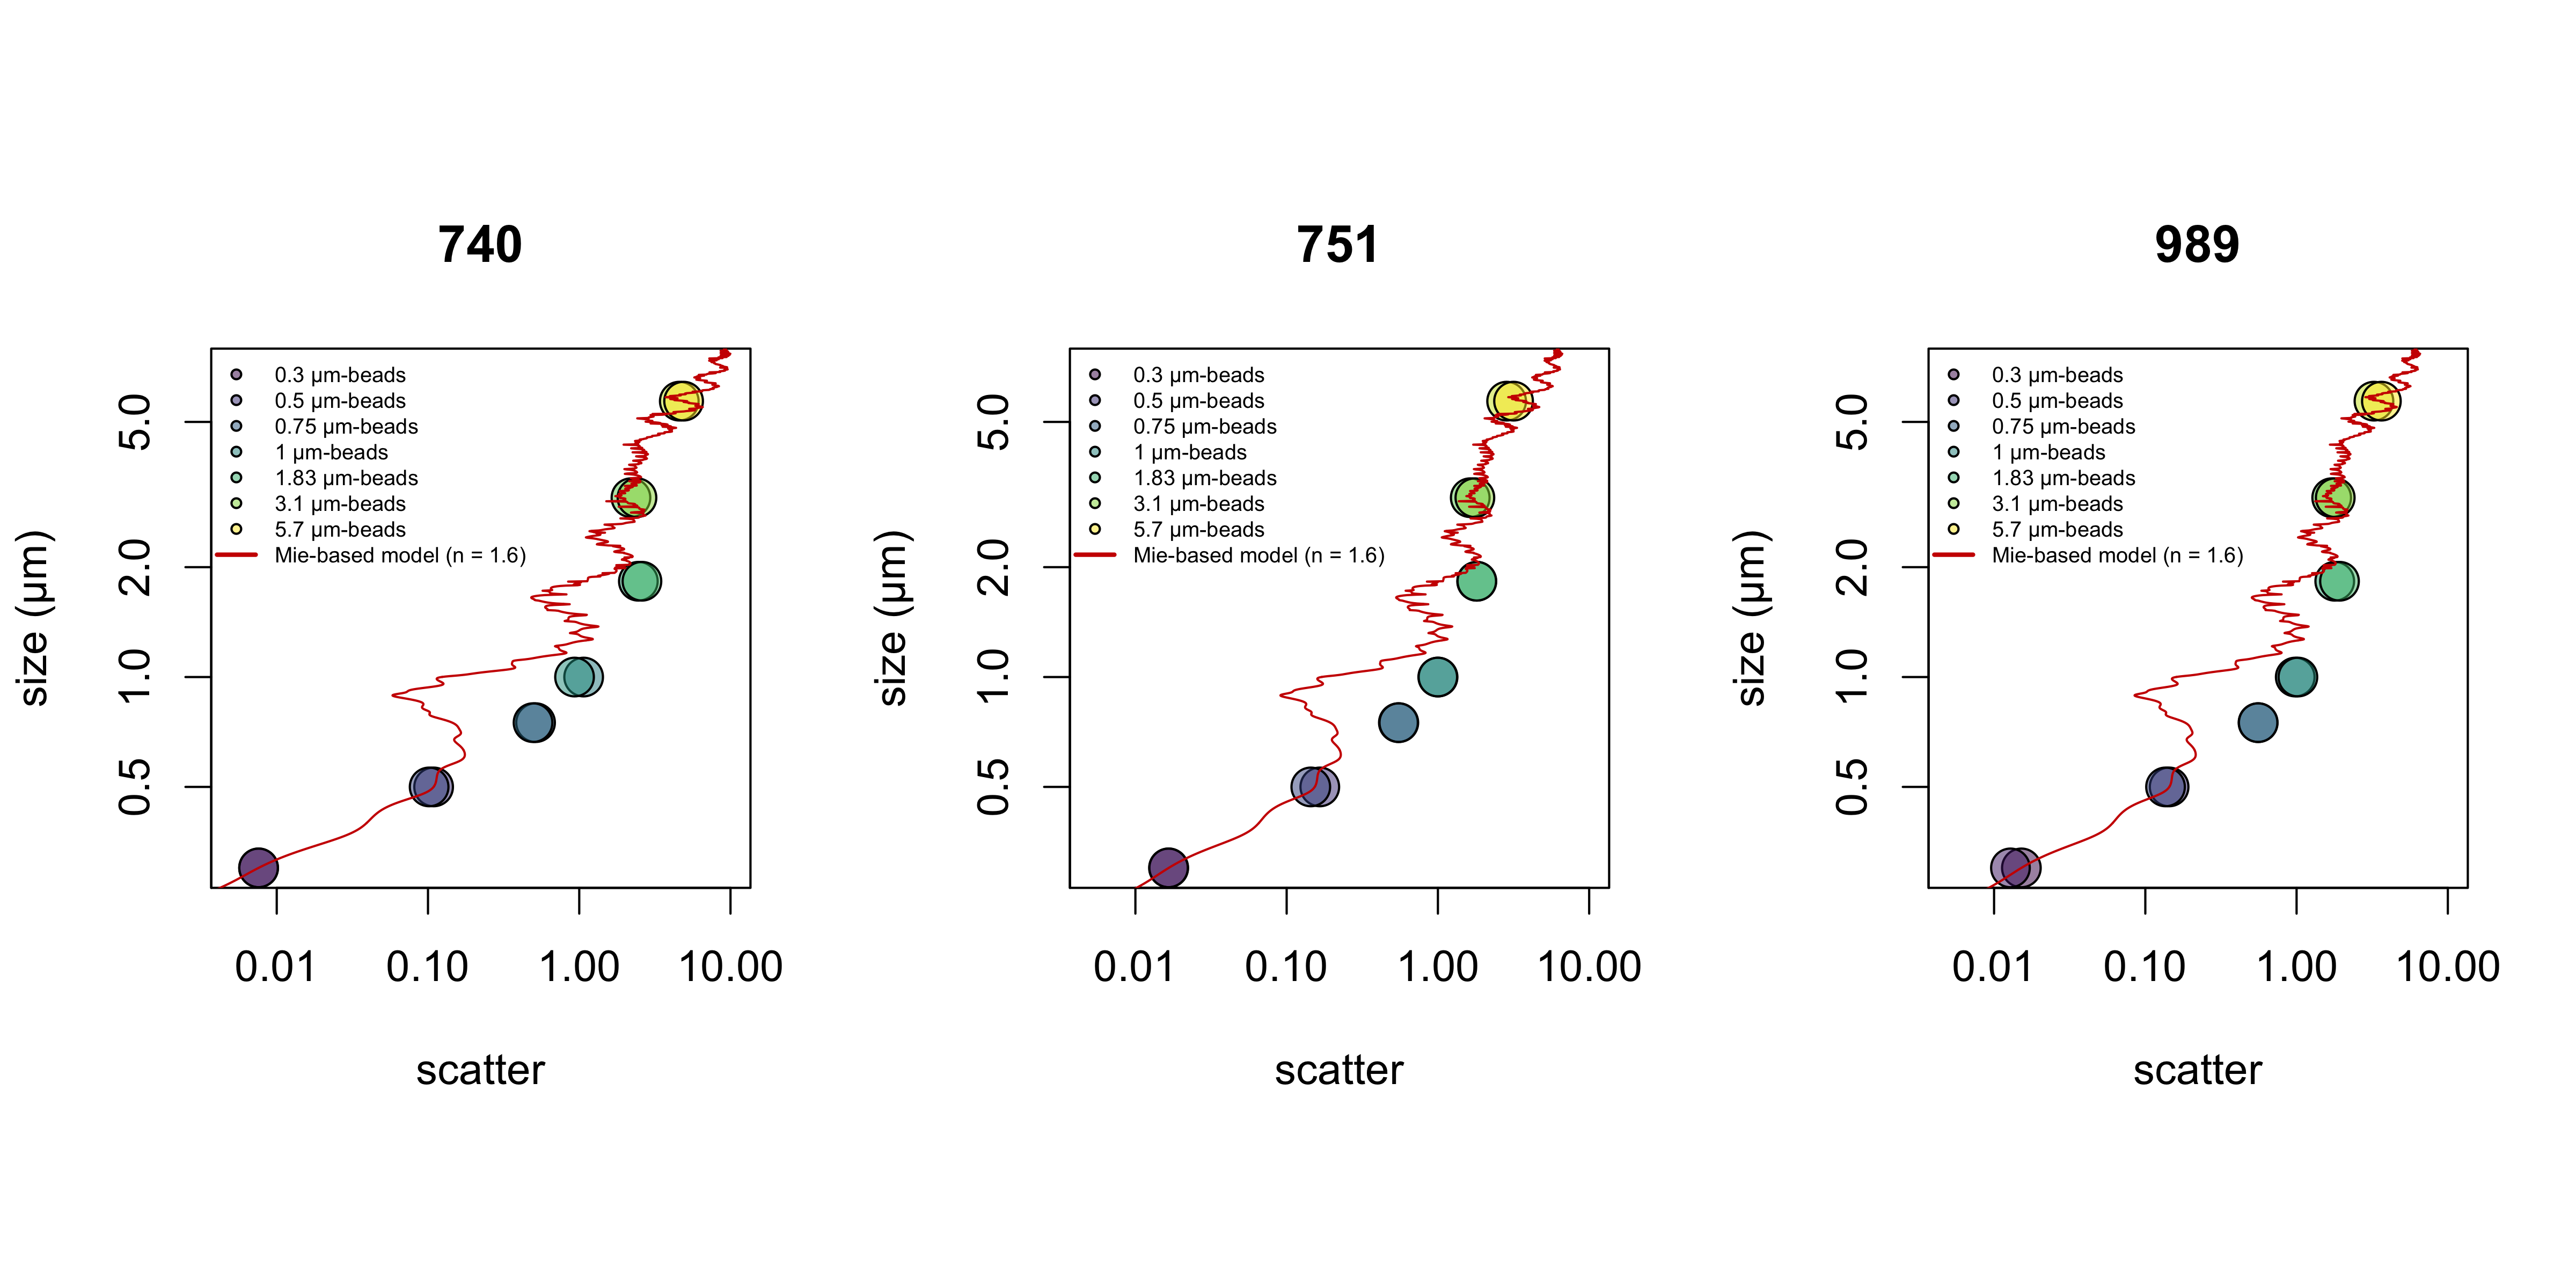 740
0.3 µm-beads
0.5 µm-beads
0.75 µm-beads
1 µm-beads
1.83 µm-beads
3.1 µm-beads
5.7 µm-beads
Mie-based model (n = 1.6)
size (µm)
5.0
2.0
1.0
0.5
0.01 0.10 1.00 10.00
scatter
751
0.3 µm-beads
0.5 µm-beads
0.75 µm-beads
1 µm-beads
1.83 µm-beads
3.1 µm-beads
5.7 µm-beads
Mie-based model (n = 1.6)
size (µm)
5.0
2.0
1.0
0.5
0.01 0.10 1.00 10.00
scatter
989
0.3 µm-beads
0.5 µm-beads
0.75 µm-beads
1 µm-beads
1.83 µm-beads
3.1 µm-beads
5.7 µm-beads
Mie-based model (n = 1.6)
size (µm)
5.0
2.0
1.0
0.5
0.01 0.10 1.00 10.00
scatter